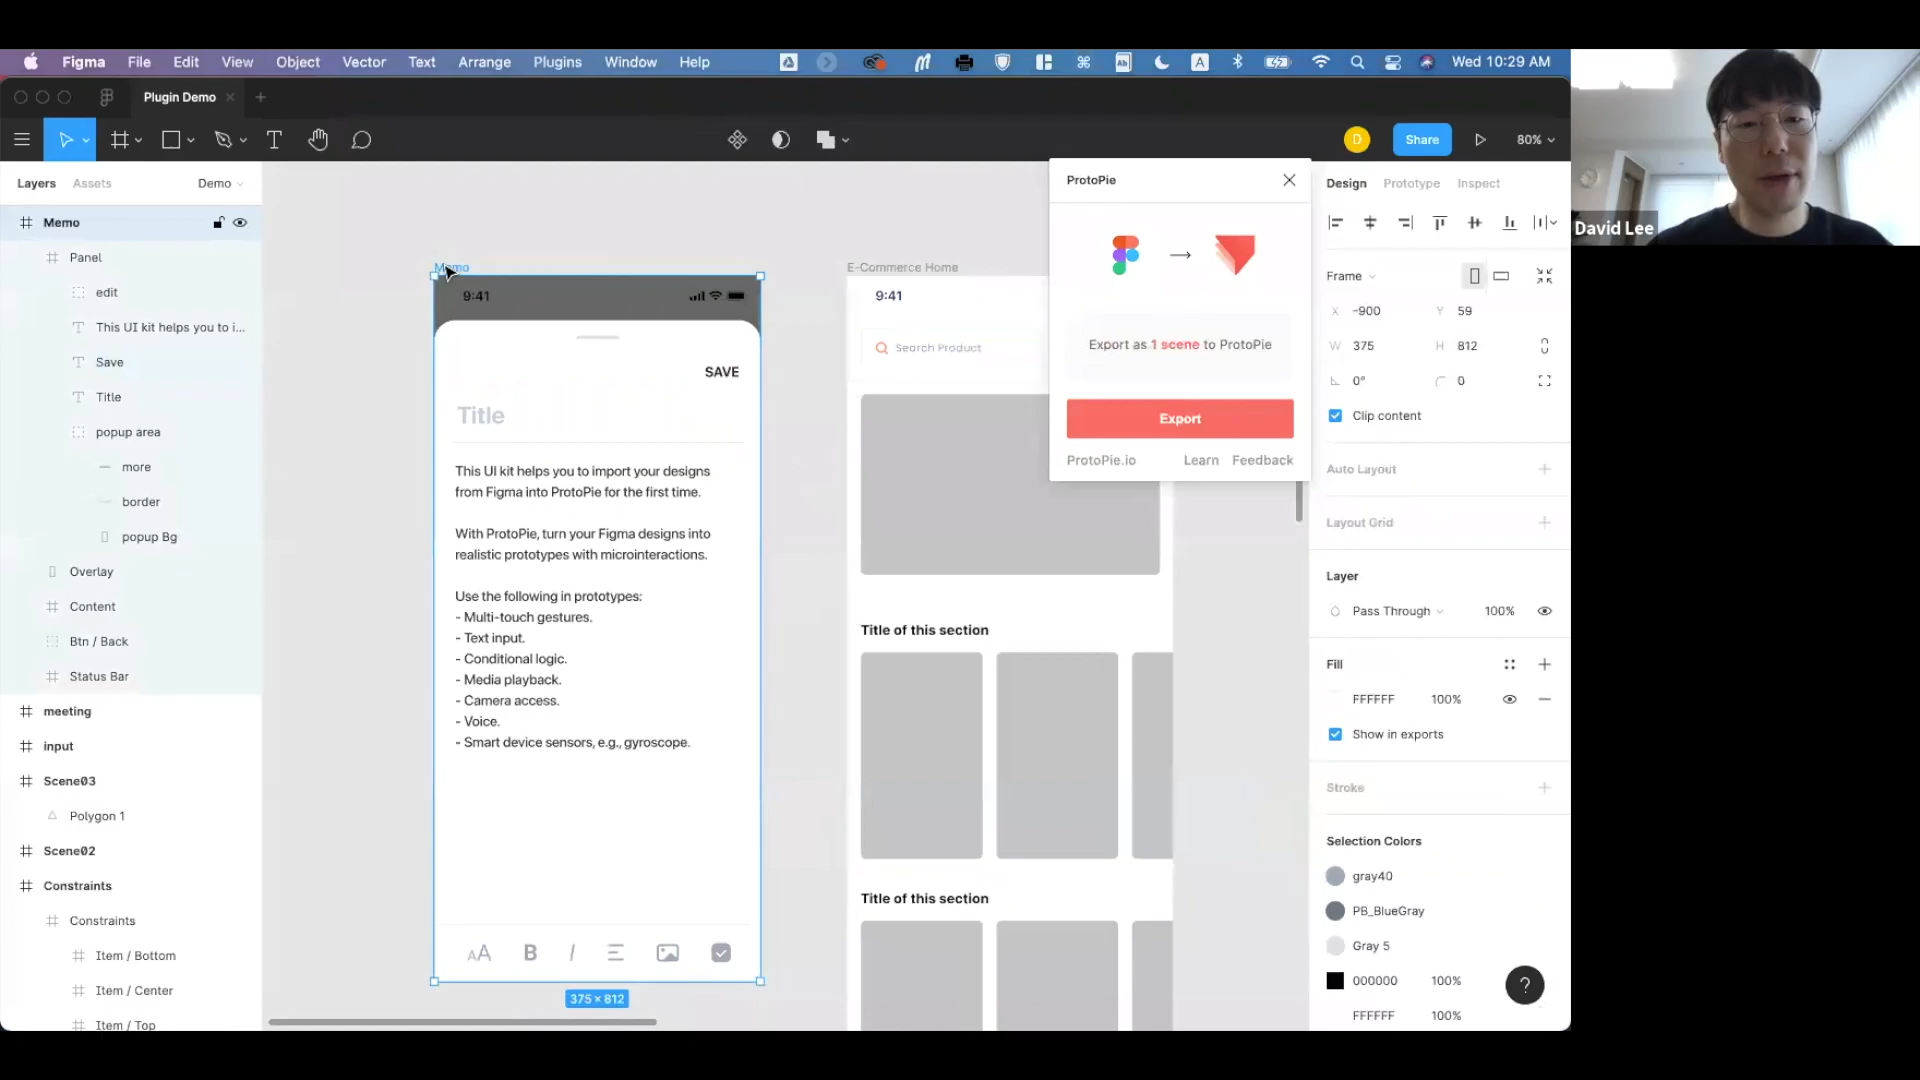 Figma File Edit View Object Vector Text Arrange Plugins Window Help
A
Wed 10:29 AM
Plugin Demo
D
Share
80%
Layers Assets Demo
Memo
Panel
edit
This UI kit helps you to i...
Save
Title
popup area
more
border
popup Bg
Overlay
Content
Btn / Back
Status Bar
meeting
input
Scene03
Polygon 1
Scene02
Constraints
Constraints
Item / Bottom
Item / Center
Item / Top
Memo
9:41
SAVE
Title
This UI kit helps you to import your designs
from Figma into ProtoPie for the first time.
With ProtoPie, turn your Figma designs into
realistic prototypes with microinteractions.
Use the following in prototypes:
- Multi-touch gestures.
- Text input.
- Conditional logic.
- Media playback.
- Camera access.
- Voice.
- Smart device sensors, e.g., gyroscope.
AA B I
375 × 812
E-Commerce Home
9:41
Search Product
Title of this section
Title of this section
ProtoPie
Export as 1 scene to ProtoPie
Export
ProtoPie.io Learn Feedback
Design Prototype Inspect
Frame
X -900 Y 59
W 375 H 812
0° 0
Clip content
Auto Layout
Layout Grid
Layer
Pass Through 100%
Fill
FFFFFF 100%
Show in exports
Stroke
Selection Colors
gray40
PB_BlueGray
Gray 5
000000 100%
FFFFFF 100%
?
David Lee